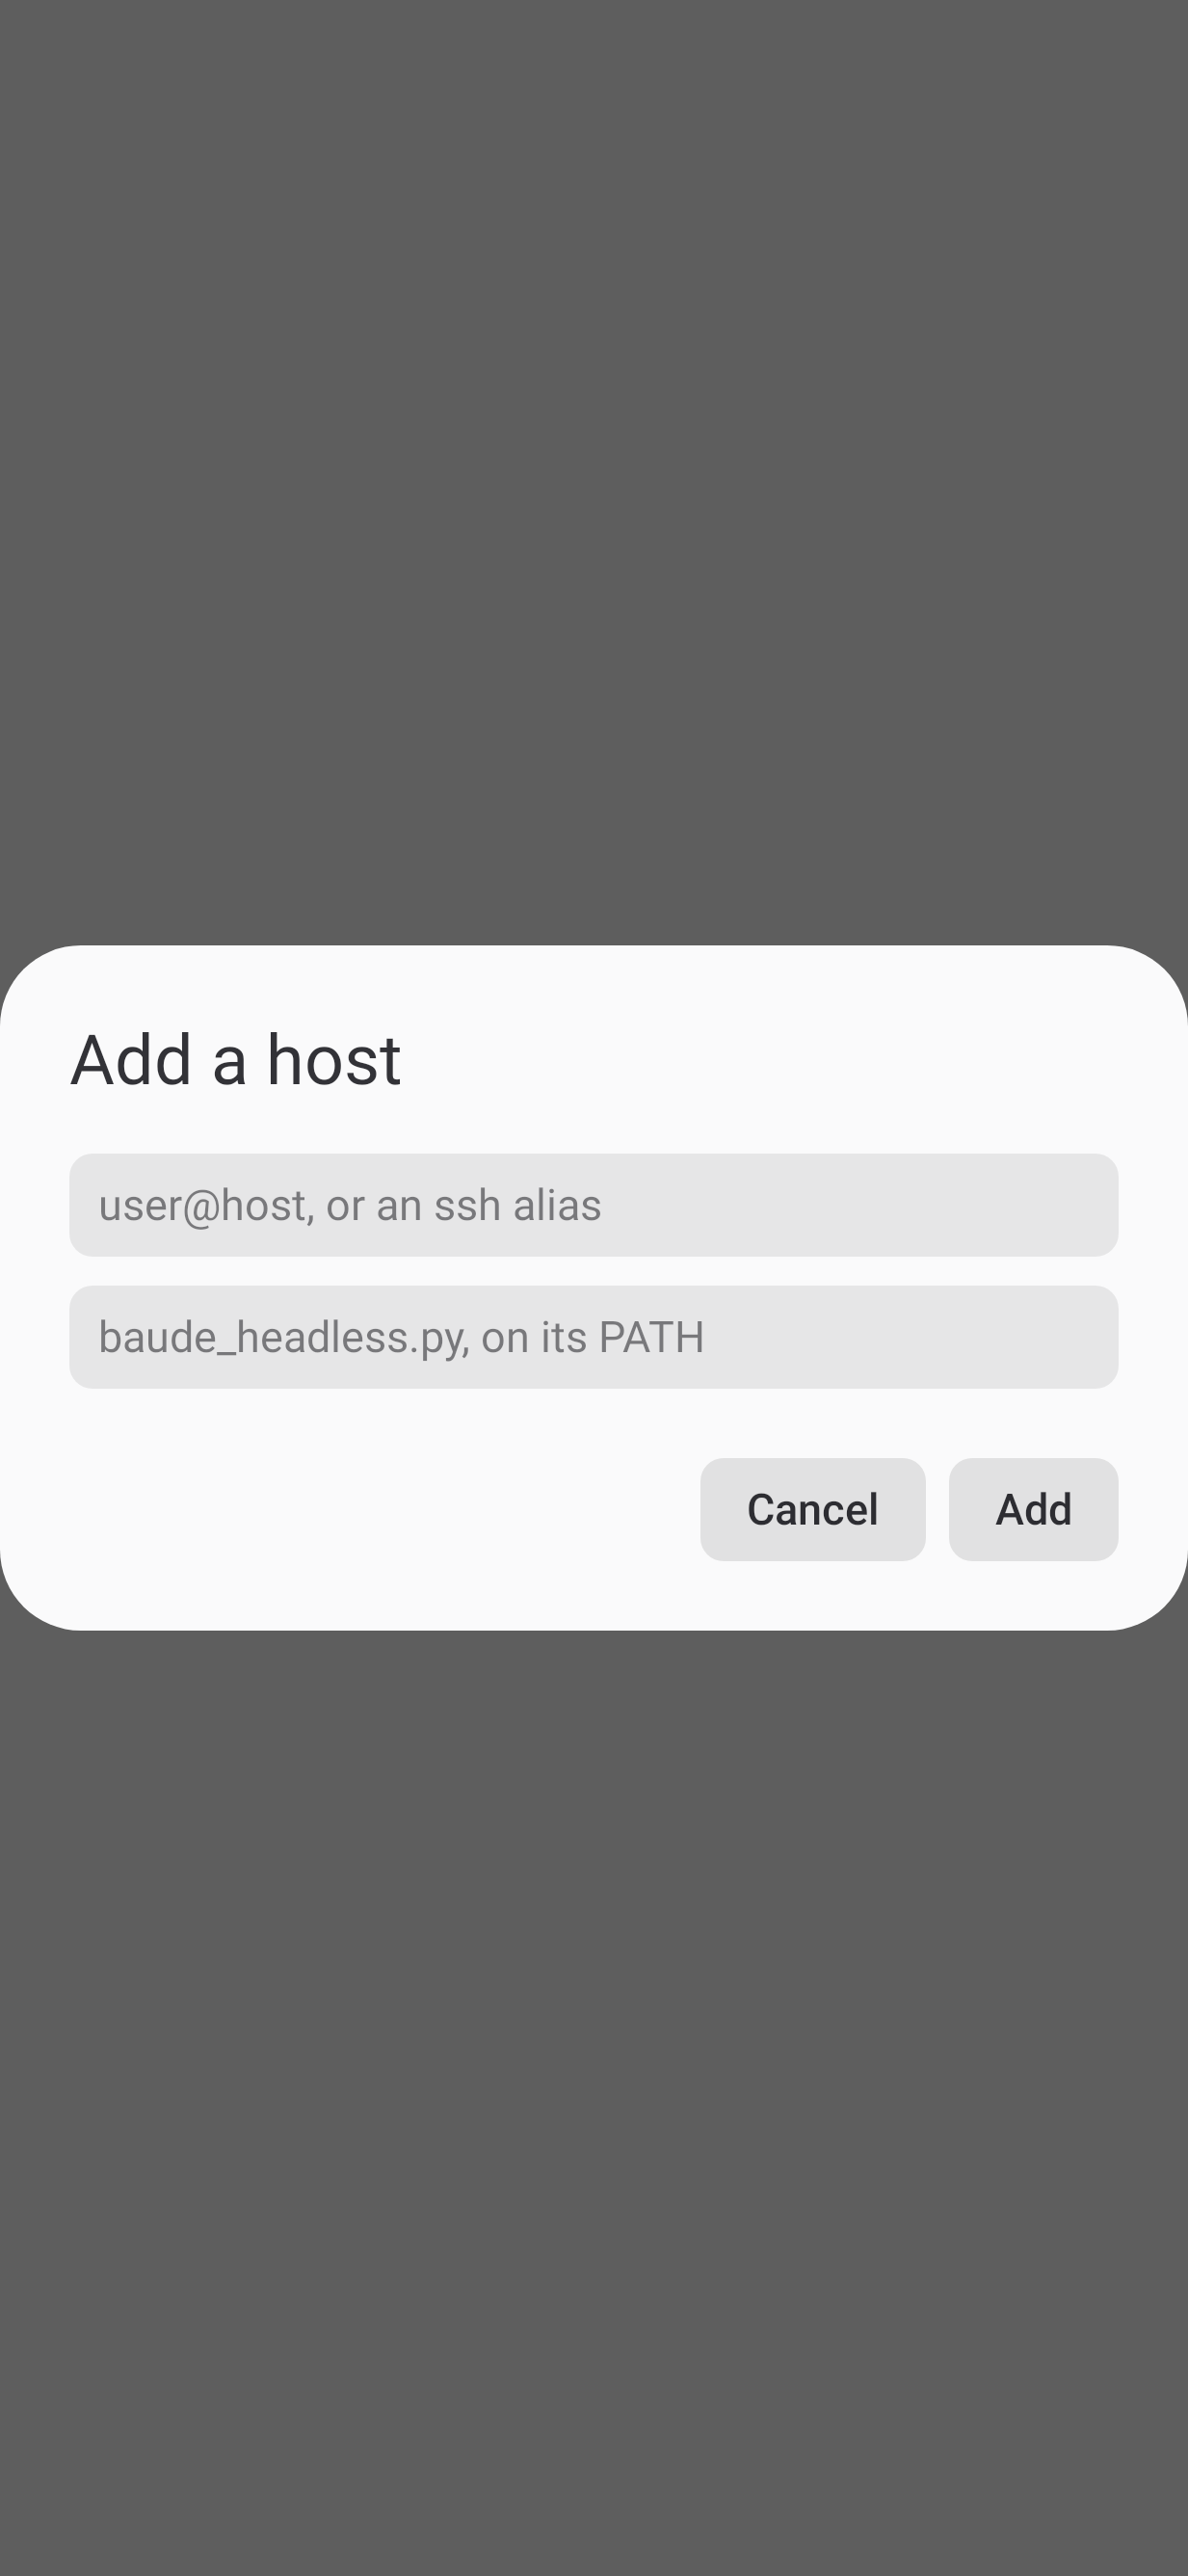 Add a host
user@host, or an ssh alias
baude_headless.py, on its PATH
Cancel
Add